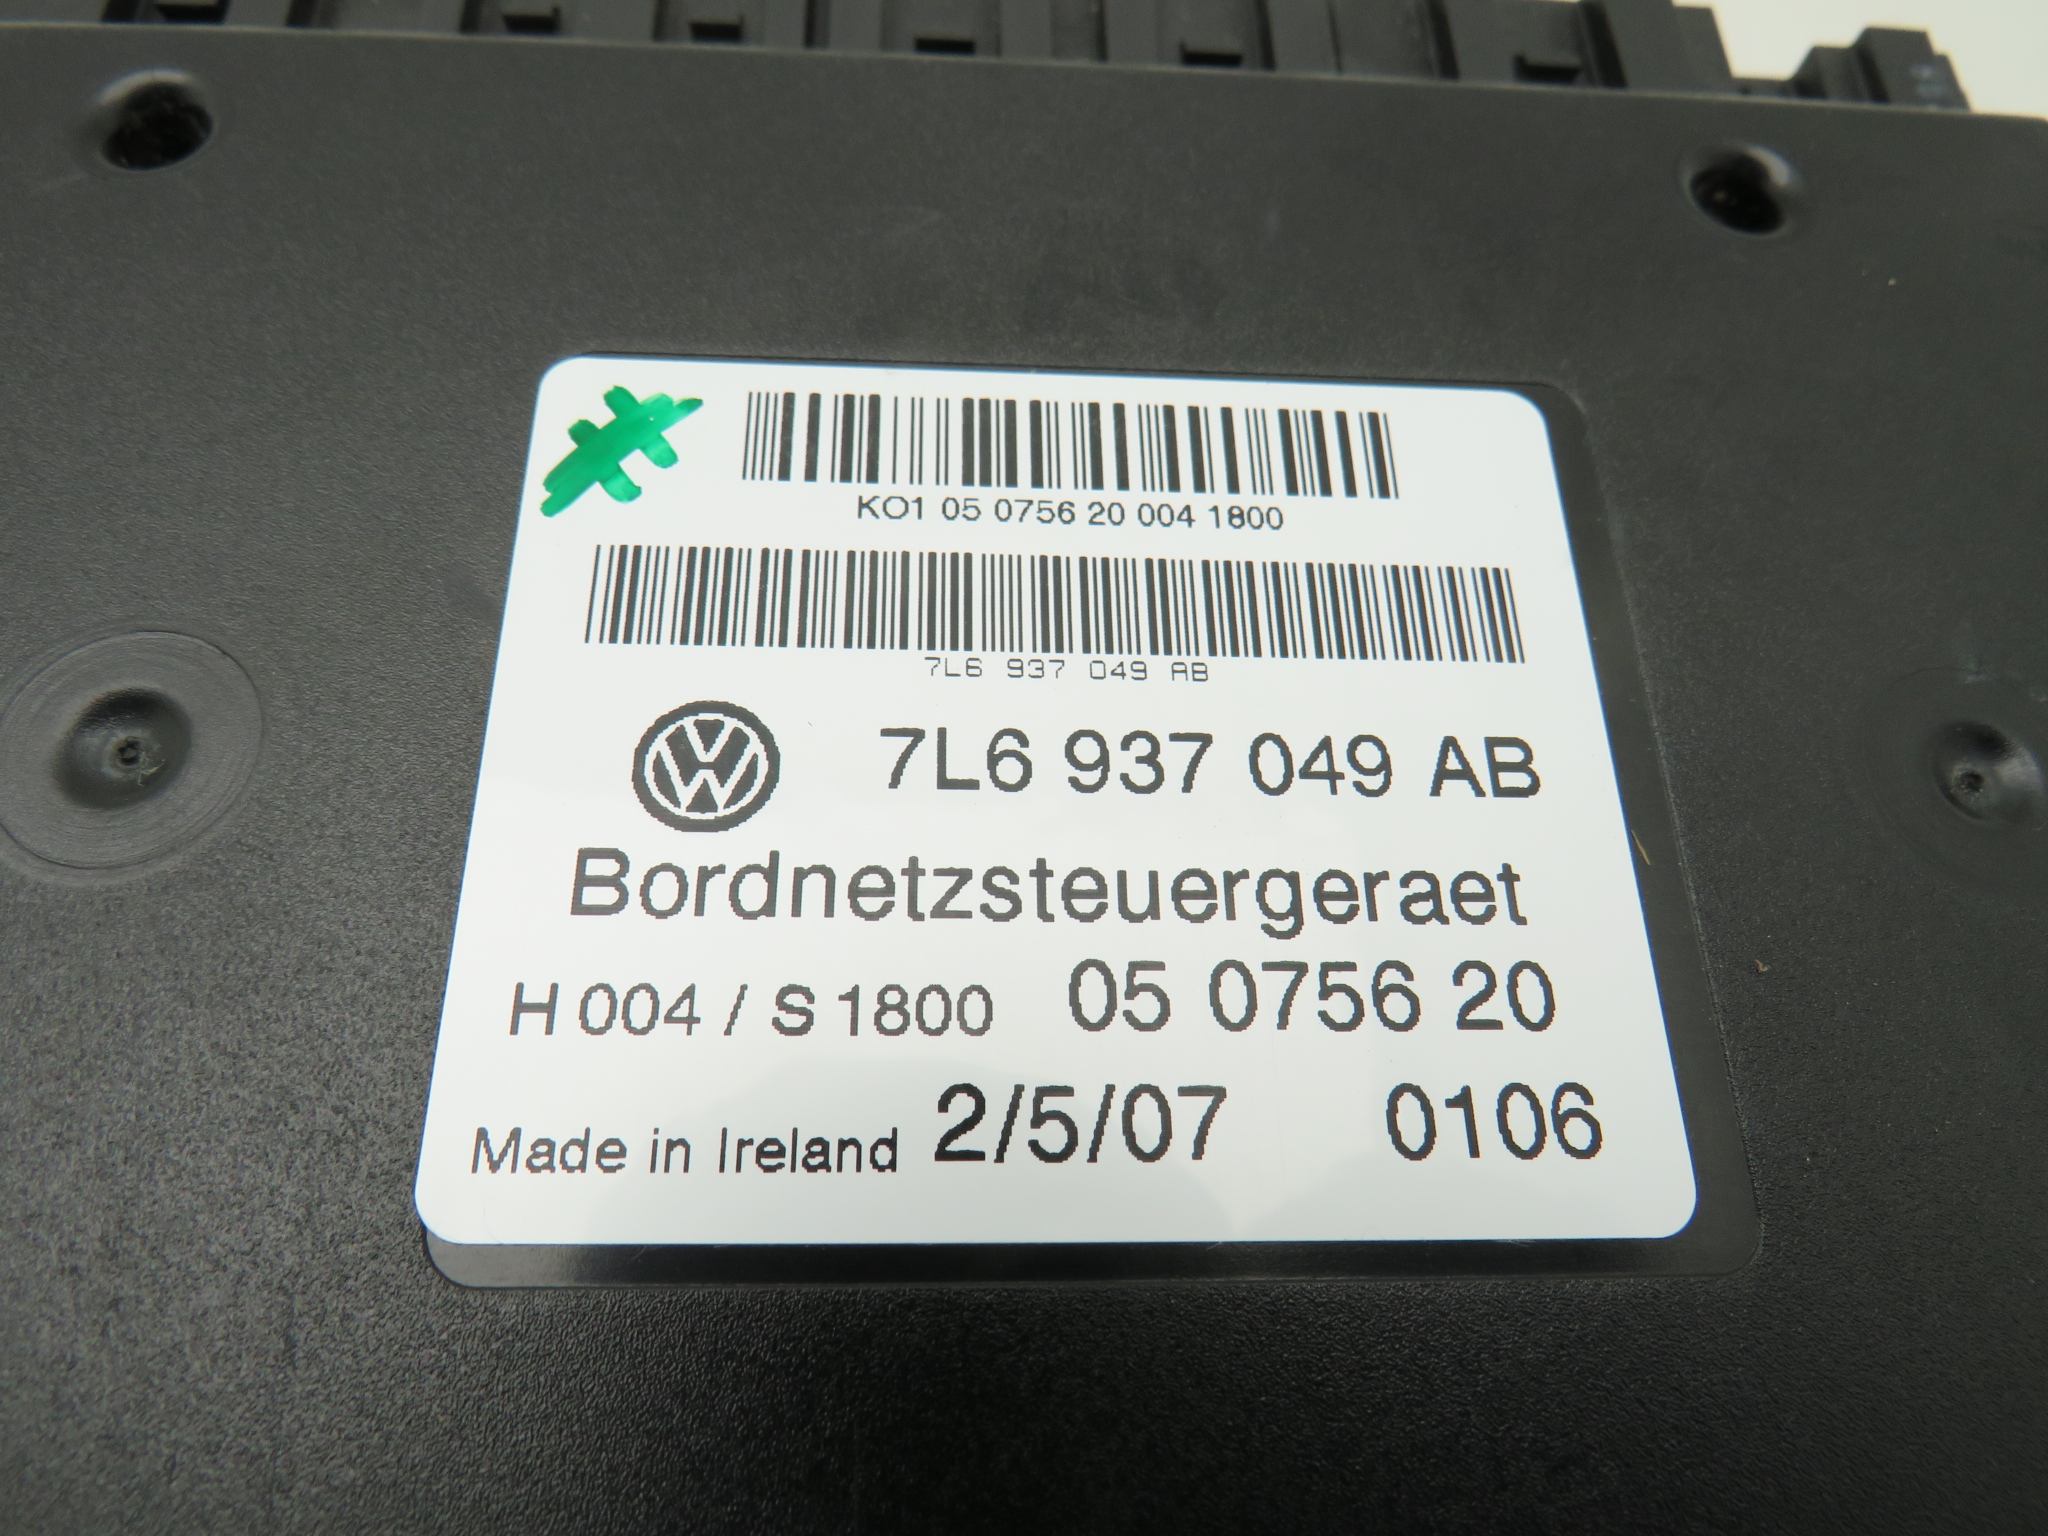 KO1 05 0756 20 004 1800
7L6 937 049 AB
7L6 937 049 AB
Bordnetzsteuergeraet
H 004 / S 1800 05 0756 20
Made in Ireland 2/5/07 0106